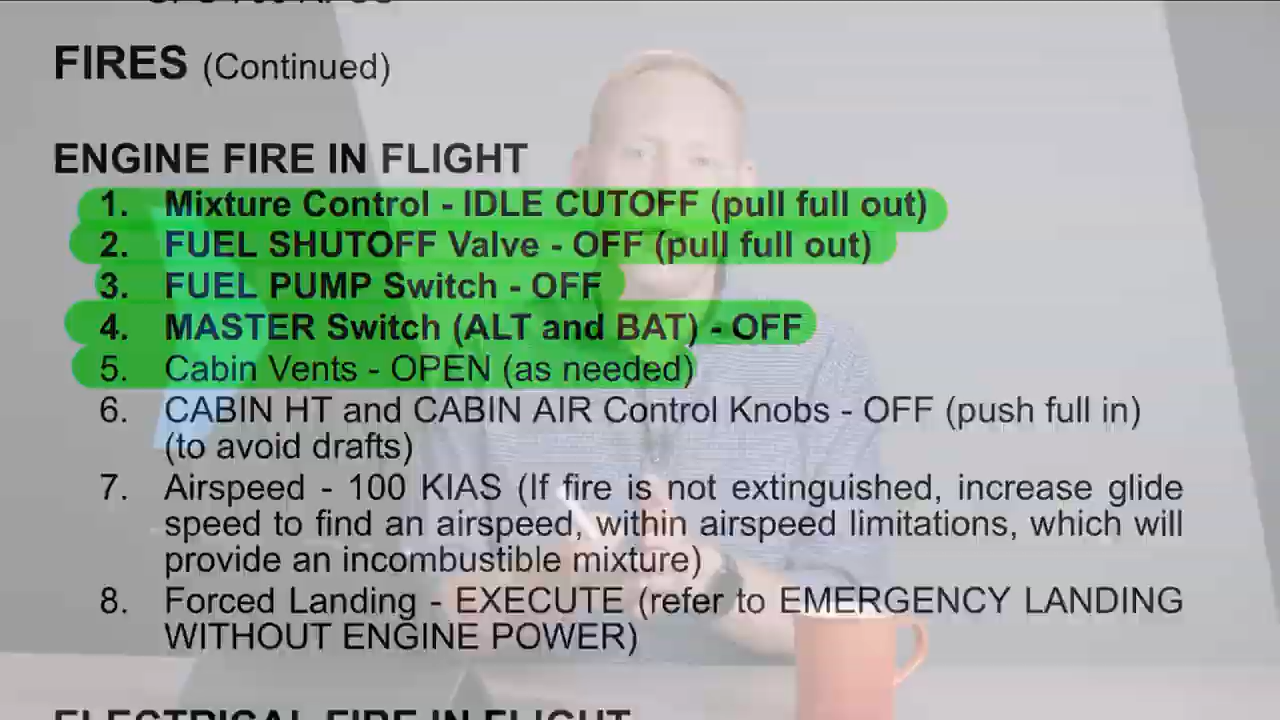 FIRES (Continued)
ENGINE FIRE IN FLIGHT
1. Mixture Control - IDLE CUTOFF (pull full out)
2. FUEL SHUTOFF Valve - OFF (pull full out)
3. FUEL PUMP Switch - OFF
4. MASTER Switch (ALT and BAT) - OFF
5. Cabin Vents - OPEN (as needed)
6. CABIN HT and CABIN AIR Control Knobs - OFF (push full in)
(to avoid drafts)
7. Airspeed - 100 KIAS (If fire is not extinguished, increase glide
speed to find an airspeed, within airspeed limitations, which will
provide an incombustible mixture)
8. Forced Landing - EXECUTE (refer to EMERGENCY LANDING
WITHOUT ENGINE POWER)
ELECTRICAL FIRE IN FLIGHT